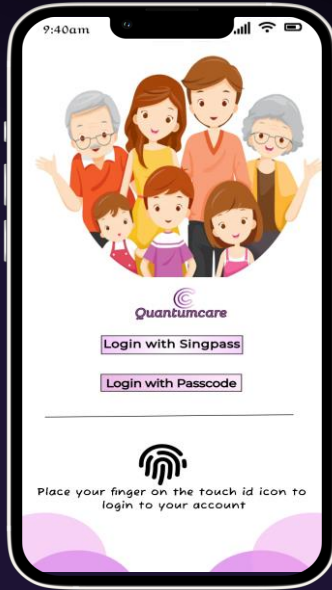 9:40am
Quantumcare
Login with Singpass
Login with Passcode
Place your finger on the touch id icon to
login to your account